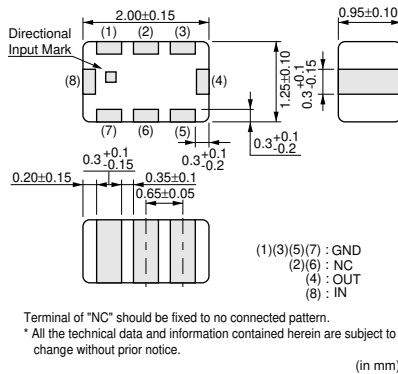 2.00±0.15
0.95±0.10
Directional
Input Mark
(1) (2) (3)
(8)
(4)
(7) (6) (5)
1.25±0.10
0.3 +0.1 -0.15
0.3 +0.1 -0.2
0.3 +0.1 -0.2
0.3 +0.1 -0.15
0.20±0.15
0.35±0.1
0.65±0.05
(1)(3)(5)(7) : GND
(2)(6) : NC
(4) : OUT
(8) : IN
Terminal of "NC" should be fixed to no connected pattern.
* All the technical data and information contained herein are subject to
change without prior notice.
(in mm)